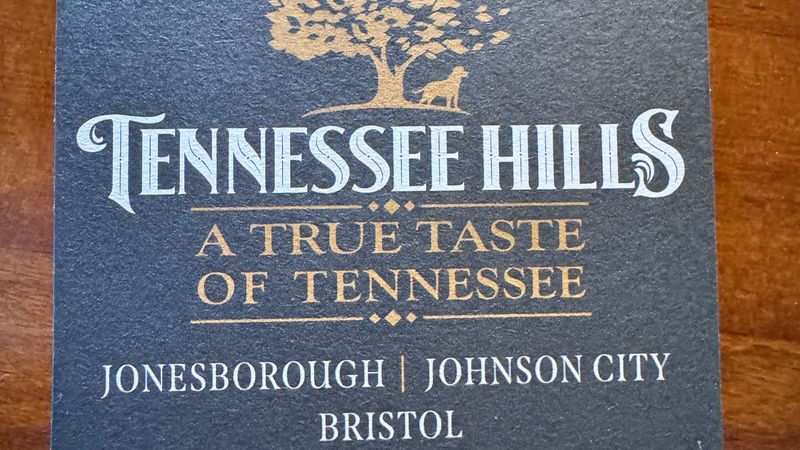 TENNESSEE HILLS
A TRUE TASTE
OF TENNESSEE
JONESBOROUGH | JOHNSON CITY
BRISTOL